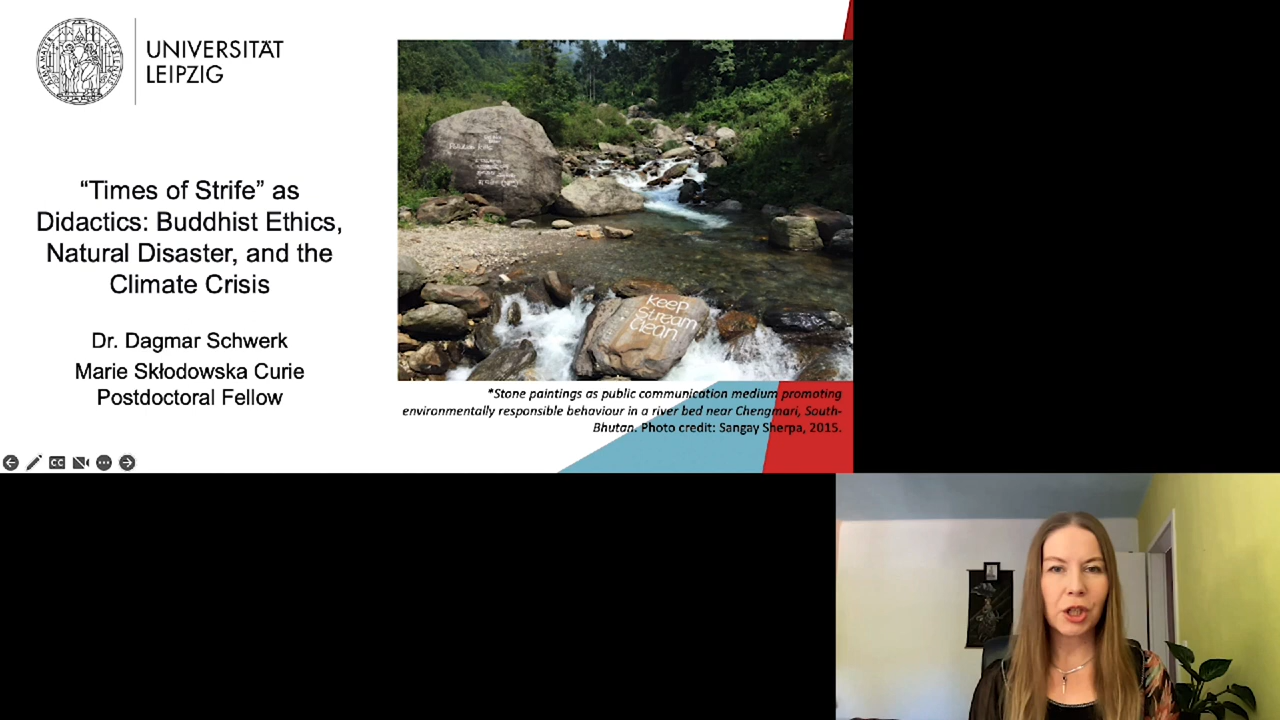 UNIVERSITÄT
LEIPZIG
“Times of Strife” as
Didactics: Buddhist Ethics,
Natural Disaster, and the
Climate Crisis
Dr. Dagmar Schwerk
Marie Skłodowska Curie
Postdoctoral Fellow
Keep
Stream
Clean
*Stone paintings as public communication medium promoting
environmentally responsible behaviour in a river bed near Chengmari, South-
Bhutan. Photo credit: Sangay Sherpa, 2015.
CC